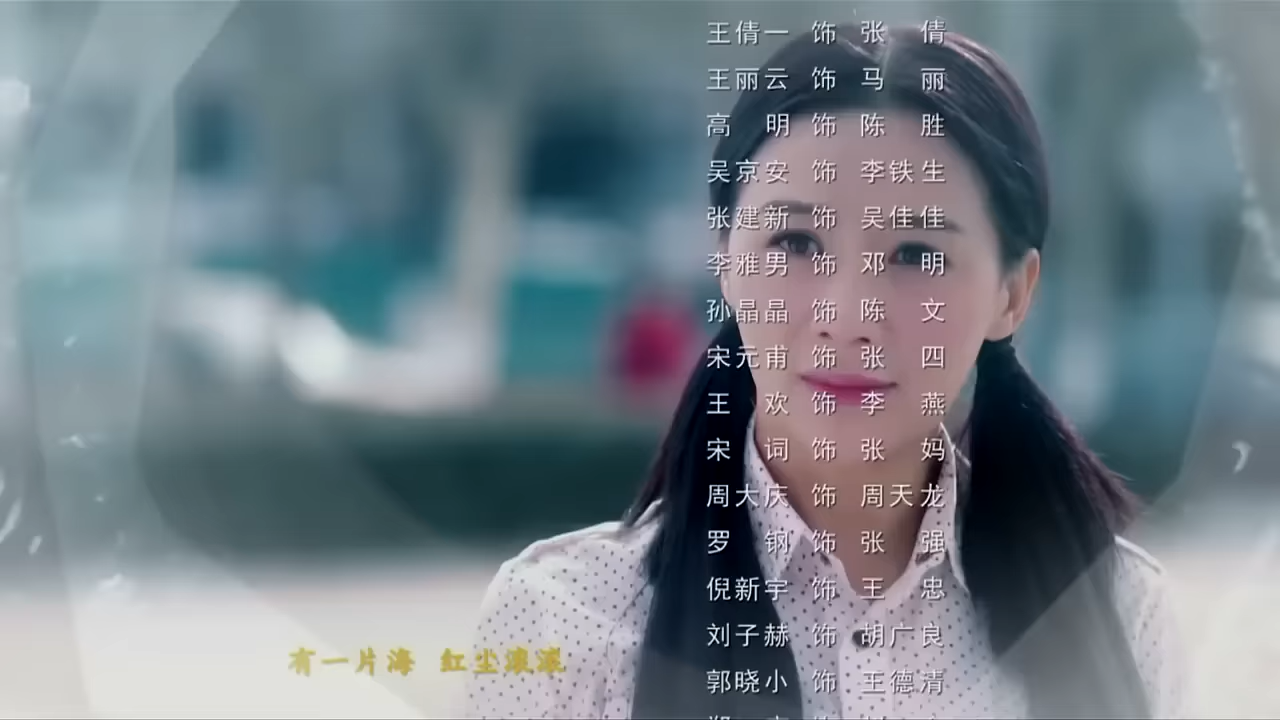 王倩一 饰 张倩
王丽云 饰 马丽
高明 饰 陈胜
吴京安 饰 李铁生
张建新 饰 吴佳佳
李雅男 饰 邓明
孙晶晶 饰 陈文
宋元甫 饰 张四
王欢 饰 李燕
宋词 饰 张妈
周大庆 饰 周天龙
罗钢 饰 张强
倪新宇 饰 王忠
刘子赫 饰 胡广良
郭晓小 饰 王德清
有一片海 红尘滚滚